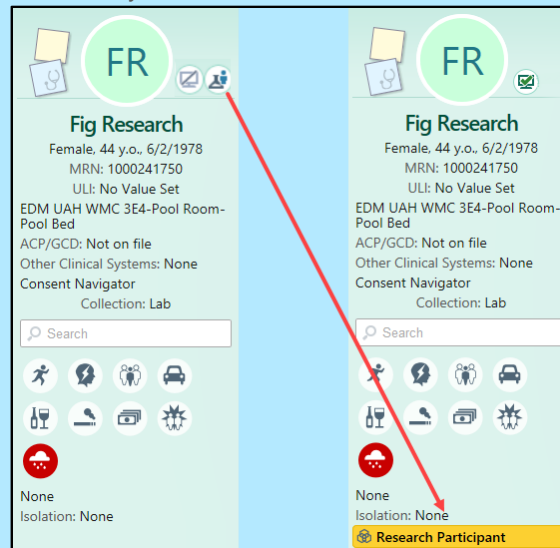 FR
Fig Research
Female, 44 y.o., 6/2/1978
MRN: 1000241750
ULI: No Value Set
EDM UAH WMC 3E4-Pool Room-
Pool Bed
ACP/GCD: Not on file
Other Clinical Systems: None
Consent Navigator
Collection: Lab
Search
None
Isolation: None
FR
Fig Research
Female, 44 y.o., 6/2/1978
MRN: 1000241750
ULI: No Value Set
EDM UAH WMC 3E4-Pool Room-
Pool Bed
ACP/GCD: Not on file
Other Clinical Systems: None
Consent Navigator
Collection: Lab
Search
None
Isolation: None
Research Participant